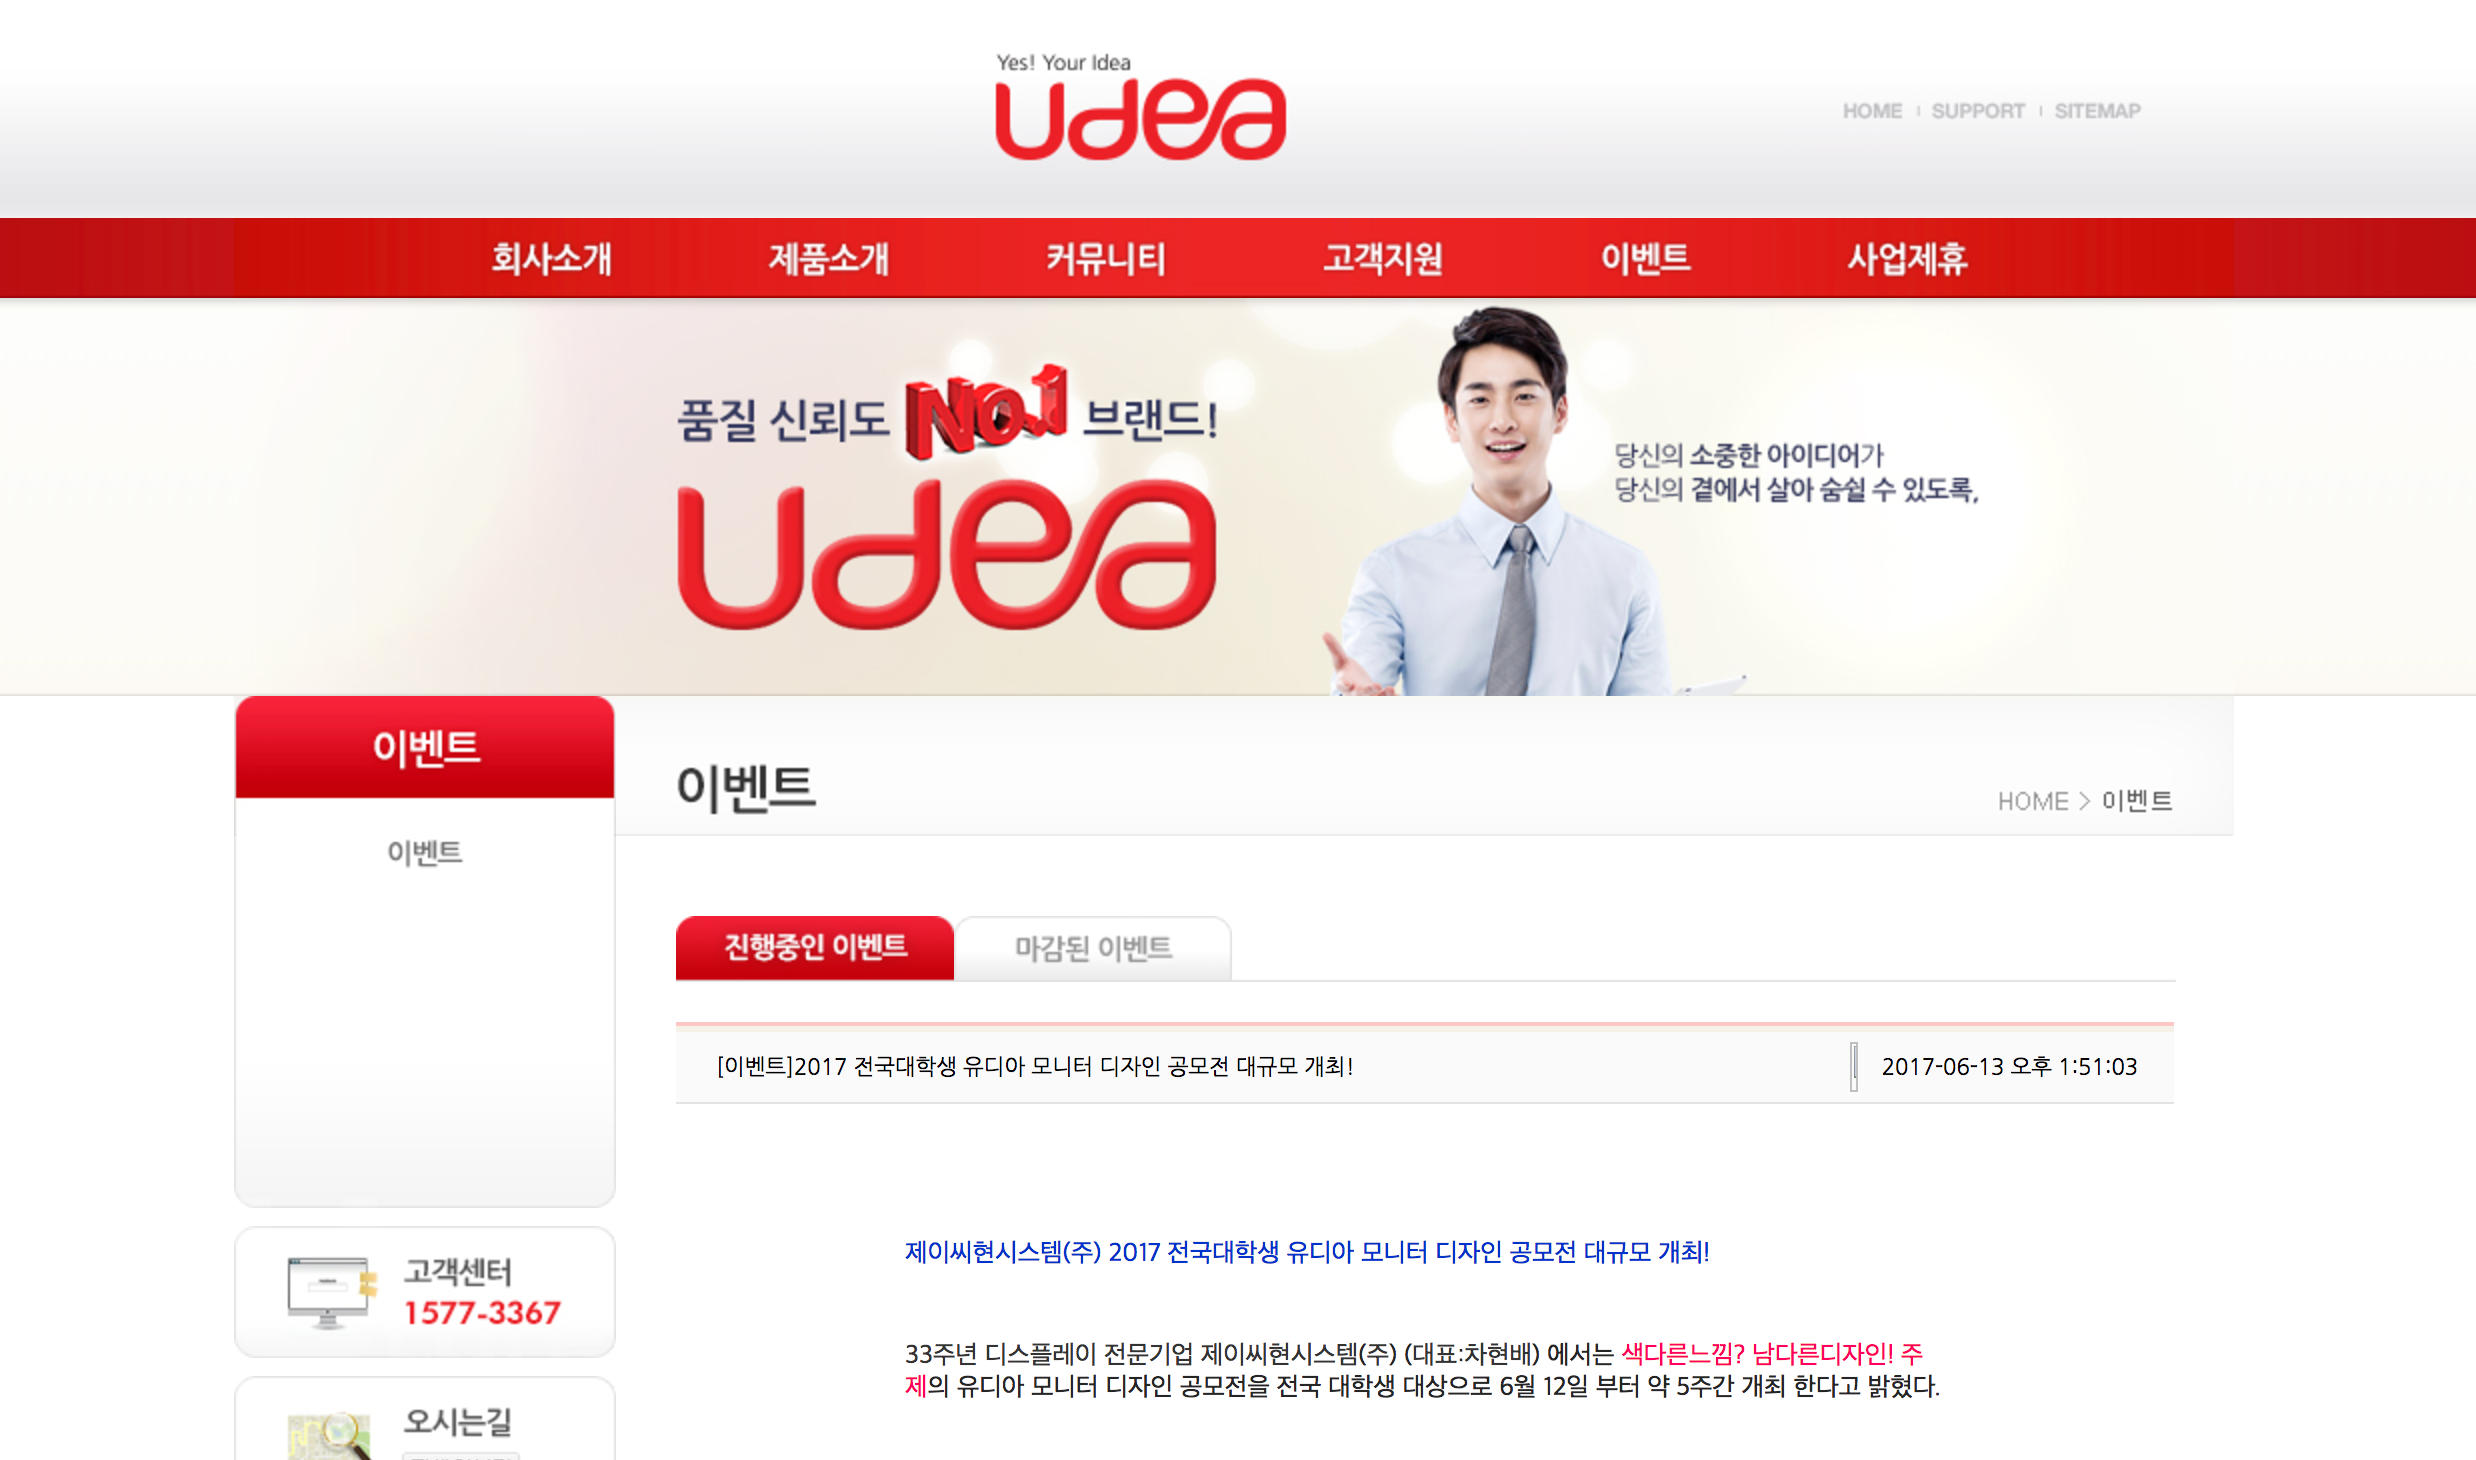 Yes! Your Idea
udea
HOME SUPPORT SITEMAP
회사소개 제품소개 커뮤니티 고객지원 이벤트 사업제휴
품질 신뢰도 No.1 브랜드!
udea
당신의 소중한 아이디어가
당신의 곁에서 살아 숨쉴 수 있도록,
이벤트
이벤트
이벤트
HOME > 이벤트
진행중인 이벤트 마감된 이벤트
[이벤트]2017 전국대학생 유디아 모니터 디자인 공모전 대규모 개최! 2017-06-13 오후 1:51:03
제이씨현시스템(주) 2017 전국대학생 유디아 모니터 디자인 공모전 대규모 개최!
33주년 디스플레이 전문기업 제이씨현시스템(주) (대표:차현배) 에서는 색다른느낌? 남다른디자인! 주
제의 유디아 모니터 디자인 공모전을 전국 대학생 대상으로 6월 12일 부터 약 5주간 개최 한다고 밝혔다.
고객센터
1577-3367
오시는길